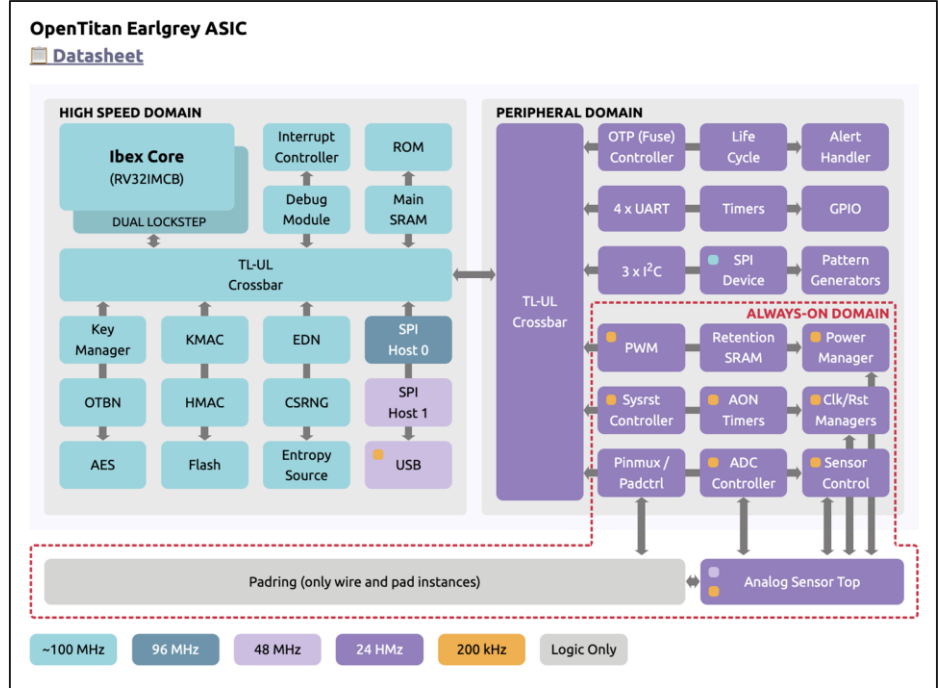 OpenTitan Earlgrey ASIC
📋 Datasheet
HIGH SPEED DOMAIN
Ibex Core
(RV32IMCB)
DUAL LOCKSTEP
Interrupt
Controller
ROM
Debug
Module
Main
SRAM
TL-UL
Crossbar
Key
Manager
KMAC
EDN
SPI
Host 0
OTBN
HMAC
CSRNG
SPI
Host 1
AES
Flash
Entropy
Source
USB
PERIPHERAL DOMAIN
TL-UL
Crossbar
OTP (Fuse)
Controller
Life
Cycle
Alert
Handler
4 x UART
Timers
GPIO
3 x I²C
SPI
Device
Pattern
Generators
ALWAYS-ON DOMAIN
PWM
Retention
SRAM
Power
Manager
Sysrst
Controller
AON
Timers
Clk/Rst
Managers
Pinmux /
Padctrl
ADC
Controller
Sensor
Control
Padring (only wire and pad instances)
Analog Sensor Top
~100 MHz
96 MHz
48 MHz
24 HMz
200 kHz
Logic Only